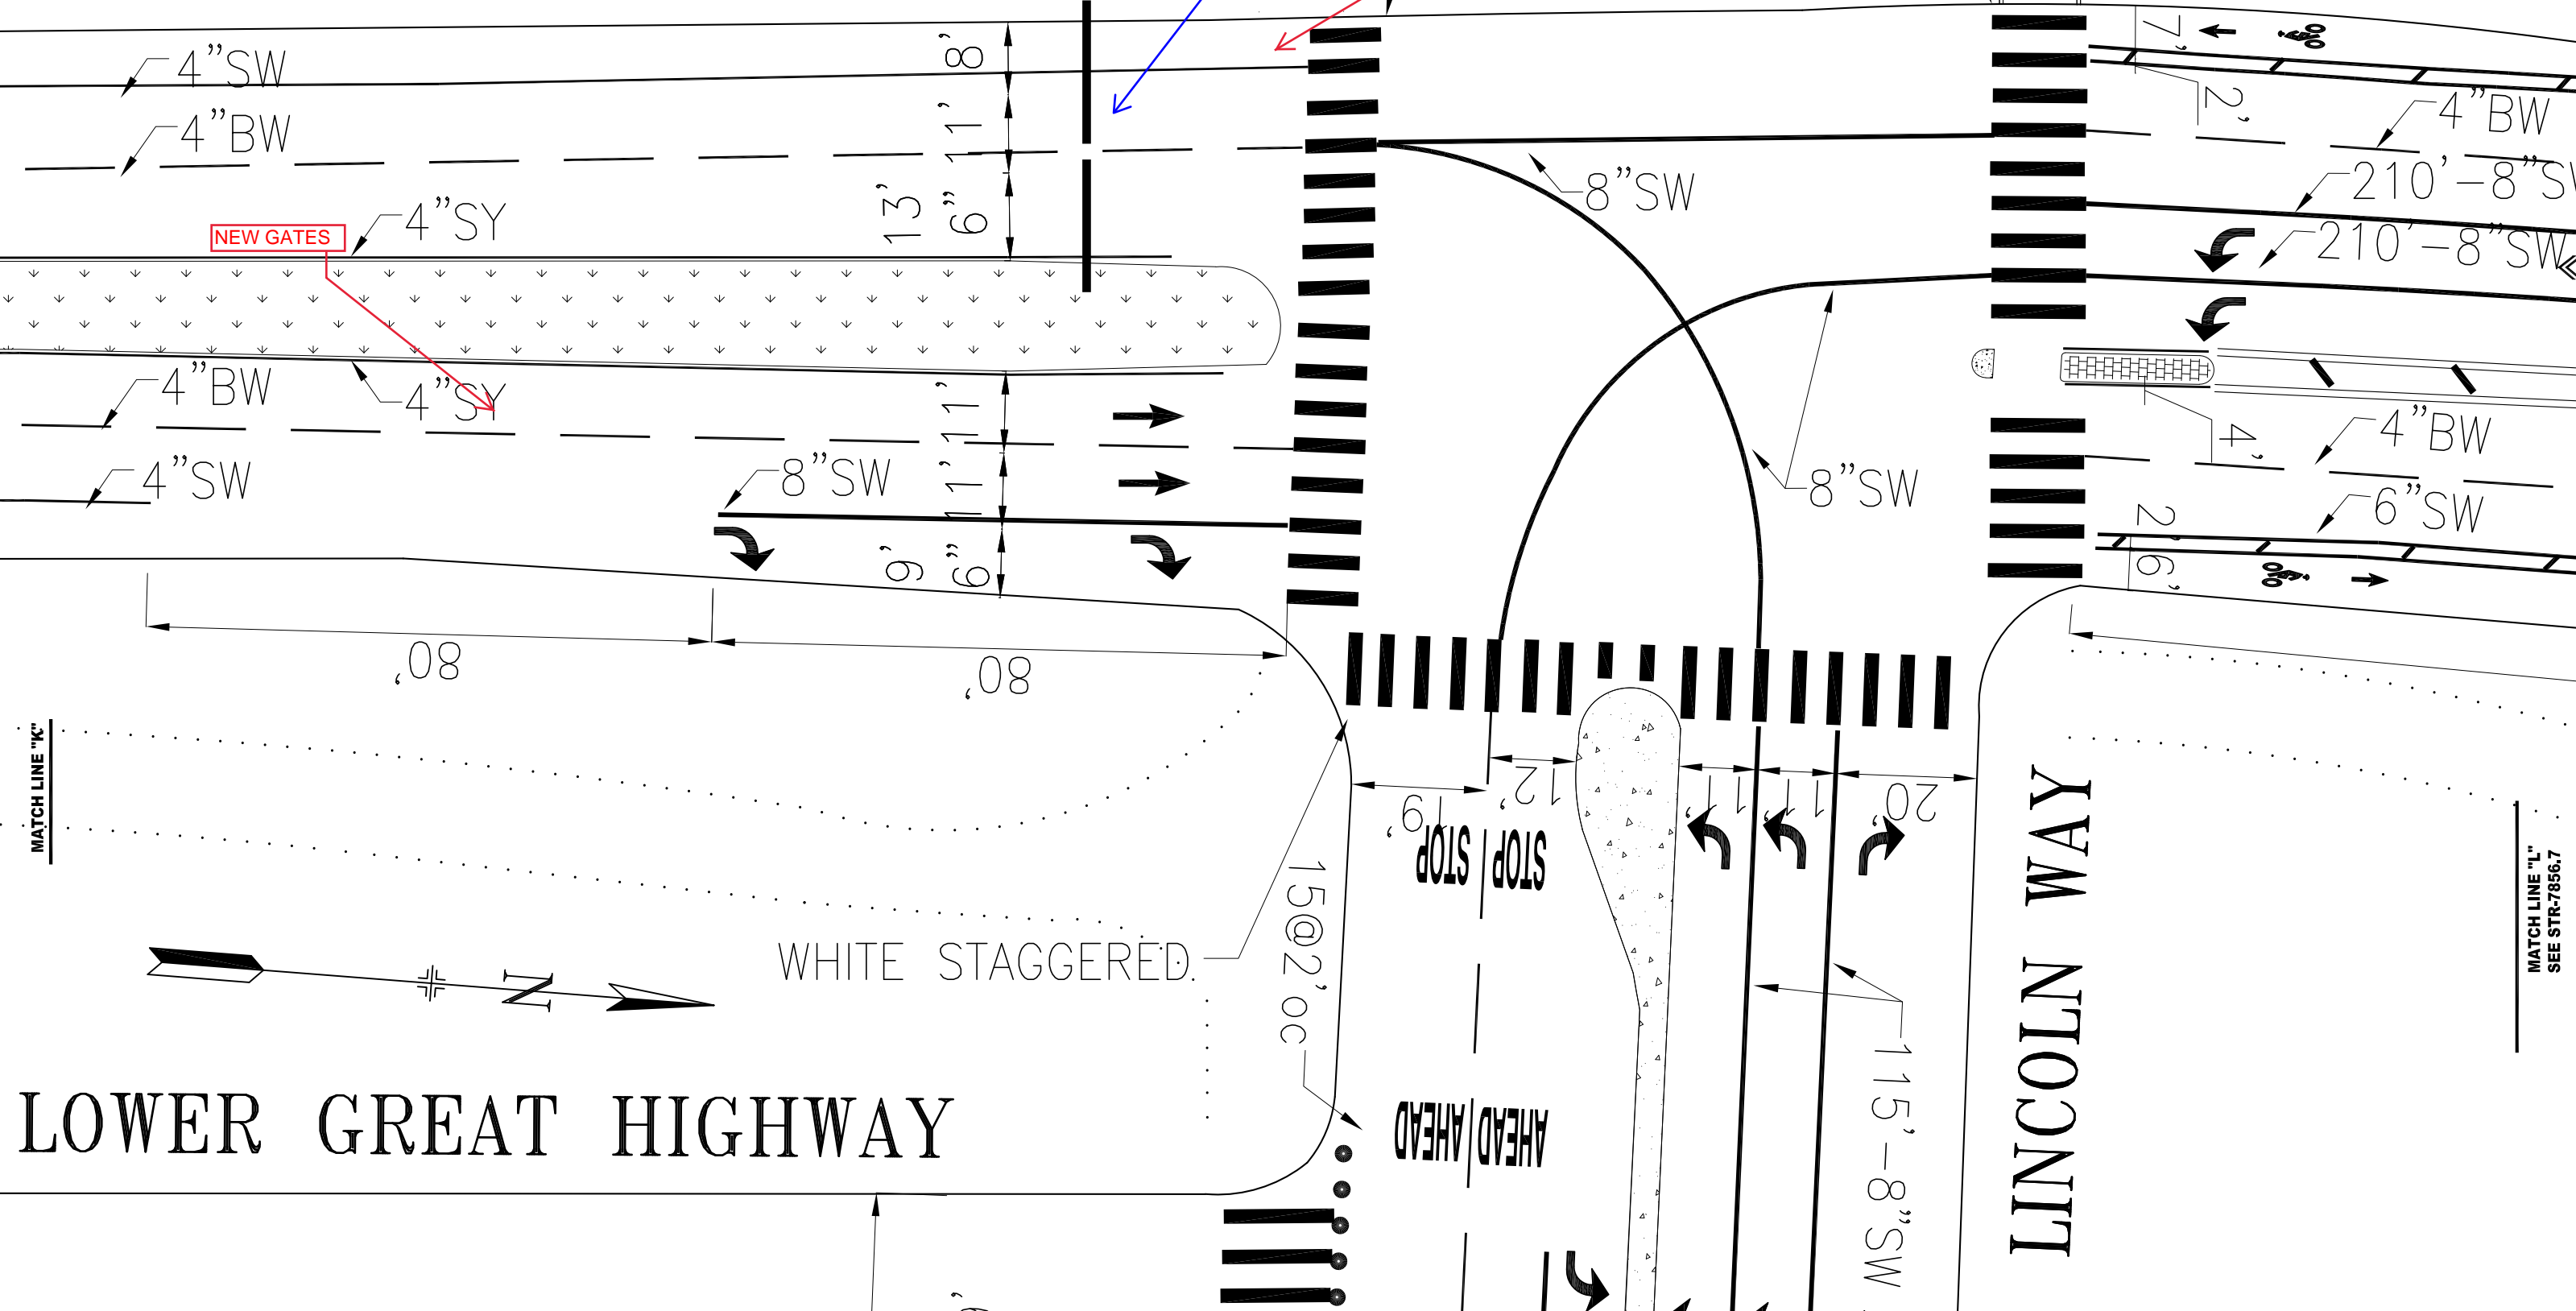 4"SW
4"BW
4"SY
NEW GATES
8'
11'
13' 6"
4"BW
4"SY
4"SW
8"SW
11'
11'
9' 9"
80'
80'
8"SW
8"SW
7'
2'
4"BW
210'-8"SW
210'-8"SW
4'
4"BW
6"SW
2'
6'
MATCH LINE "K"
19'
12'
11'
11'
20'
STOP STOP
WHITE STAGGERED
15@2'oc
N
AHEAD AHEAD
115'-8"SW
LOWER GREAT HIGHWAY
LINCOLN WAY
MATCH LINE "L"
SEE STR-7856.7